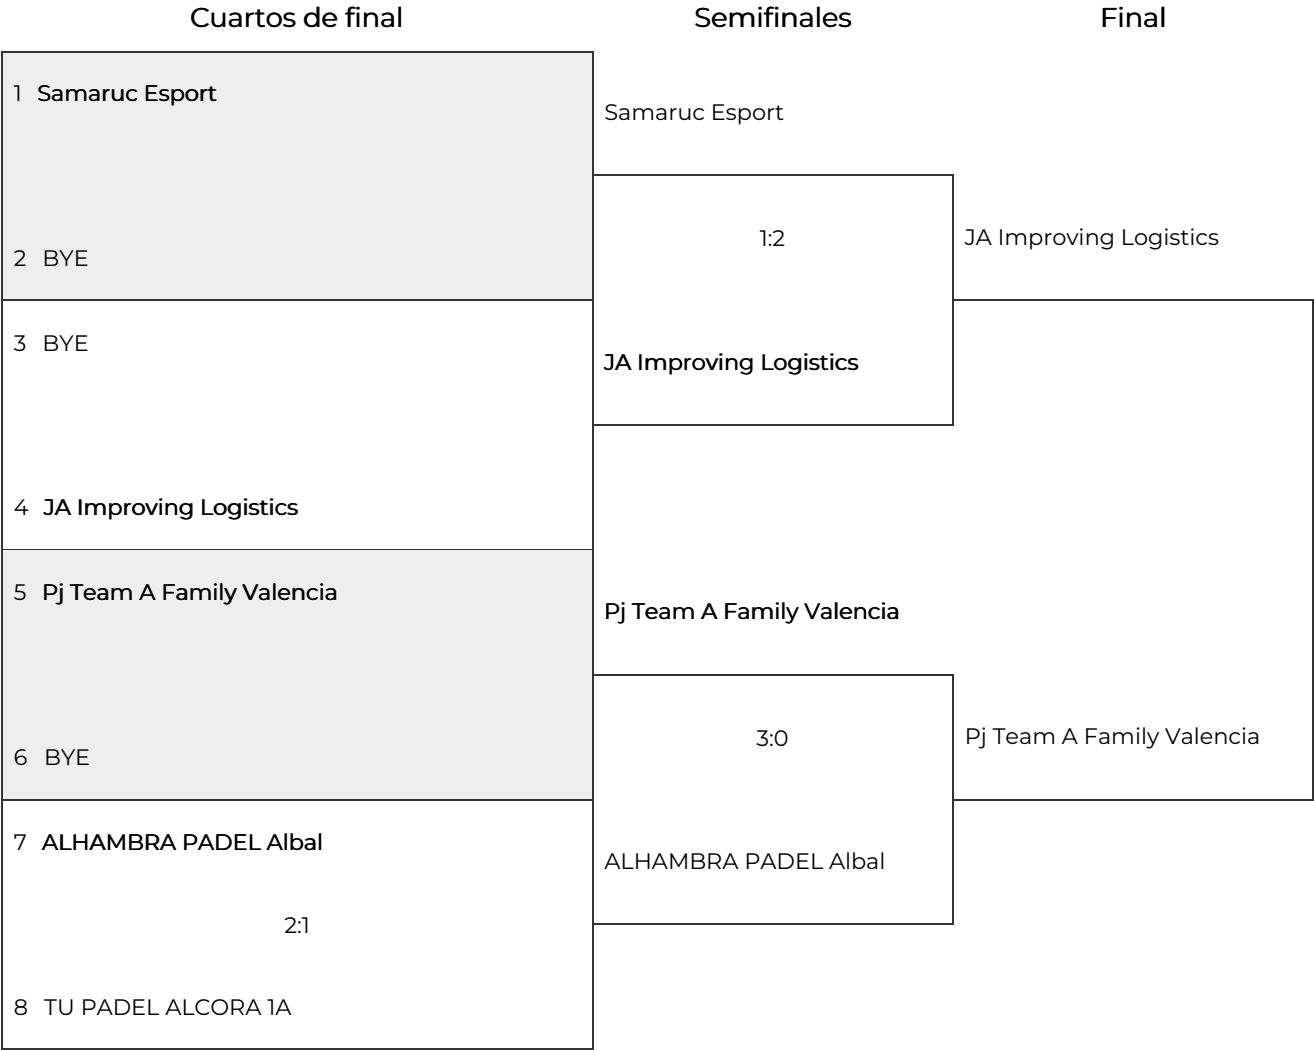 Cuartos de final
Semifinales
Final
1 Samaruc Esport
Samaruc Esport
2 BYE
1:2
JA Improving Logistics
3 BYE
JA Improving Logistics
4 JA Improving Logistics
5 Pj Team A Family Valencia
Pj Team A Family Valencia
6 BYE
3:0
Pj Team A Family Valencia
7 ALHAMBRA PADEL Albal
ALHAMBRA PADEL Albal
2:1
8 TU PADEL ALCORA 1A